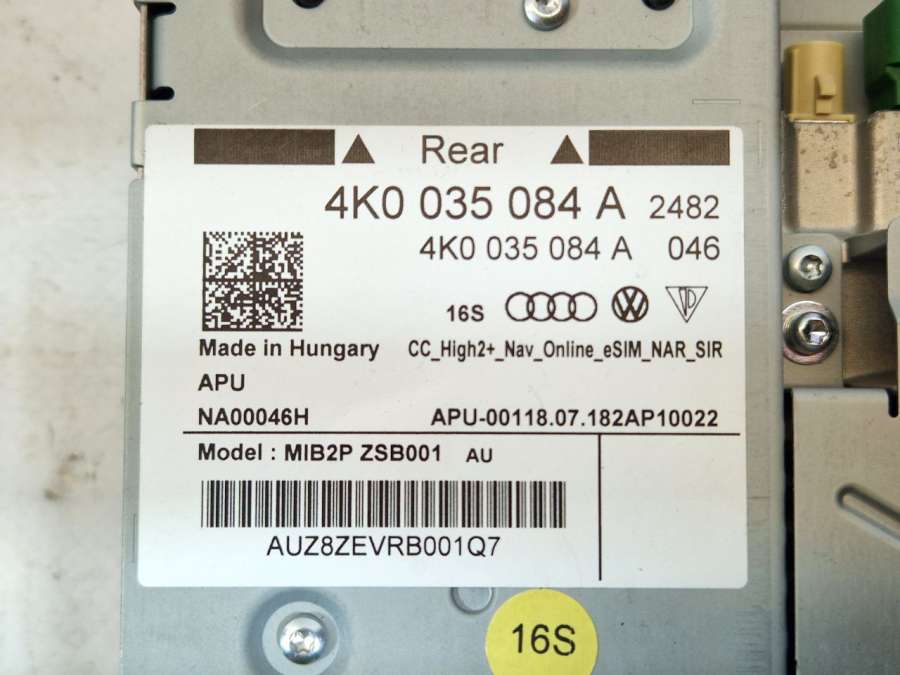 Rear
4K0 035 084 A 2482
4K0 035 084 A 046
16S
Made in Hungary CC_High2+_Nav_Online_eSIM_NAR_SIR
APU
NA00046H APU-00118.07.182AP10022
Model : MIB2P ZSB001 AU
AUZ8ZEVRB001Q7
16S